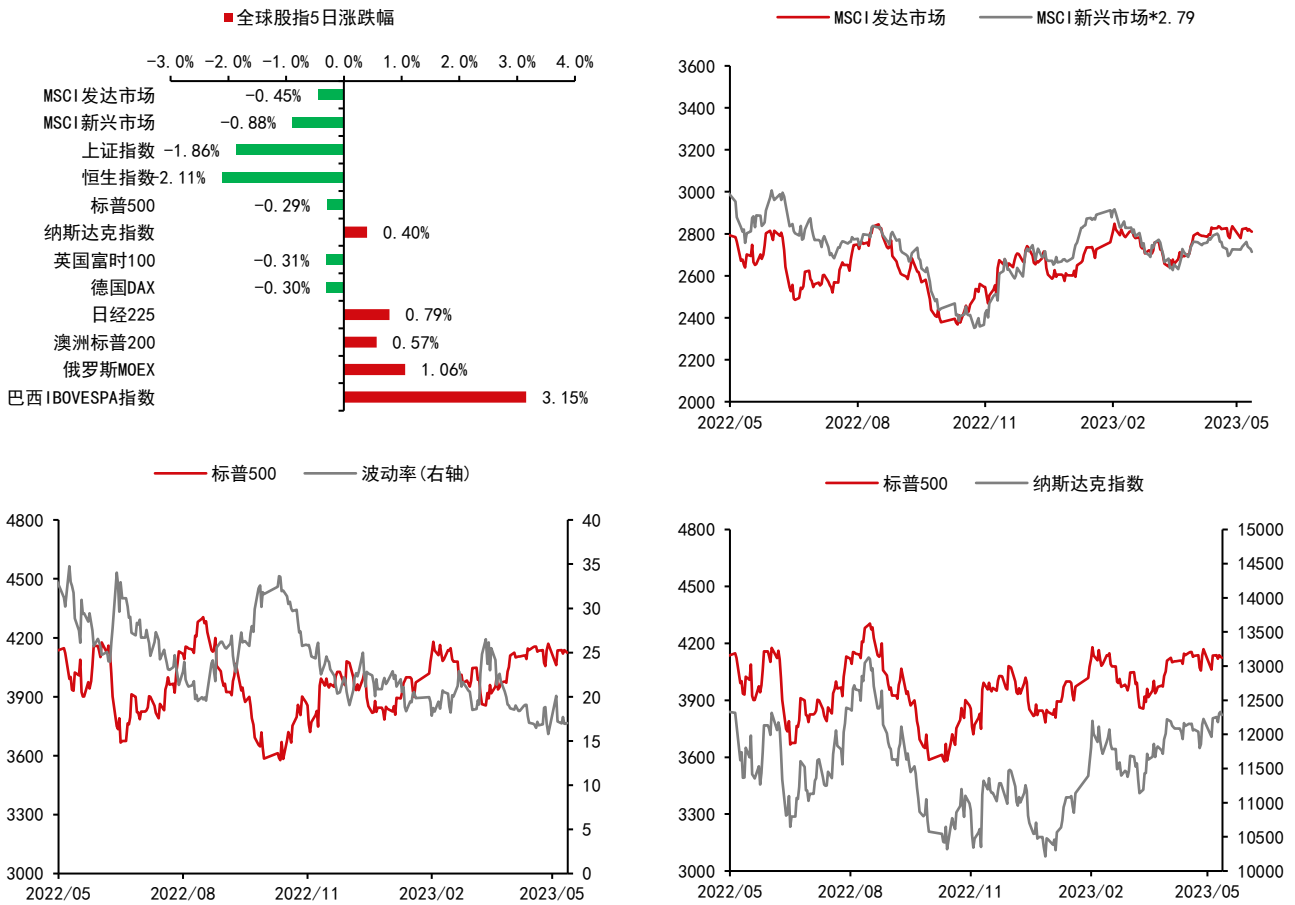 全球股指5日涨跌幅
-3.0% -2.0% -1.0% 0.0% 1.0% 2.0% 3.0% 4.0%
MSCI发达市场 -0.45%
MSCI新兴市场 -0.88%
上证指数 -1.86%
恒生指数 -2.11%
标普500 -0.29%
纳斯达克指数 0.40%
英国富时100 -0.31%
德国DAX -0.30%
日经225 0.79%
澳洲标普200 0.57%
俄罗斯MOEX 1.06%
巴西IBOVESPA指数 3.15%
MSCI发达市场 MSCI新兴市场*2.79
3600
3400
3200
3000
2800
2600
2400
2200
2000
2022/05 2022/08 2022/11 2023/02 2023/05
标普500 波动率(右轴)
4800 40
35
4500
30
4200 25
3900 20
15
3600
10
3300
5
3000 0
2022/05 2022/08 2022/11 2023/02 2023/05
标普500 纳斯达克指数
4800 15000
14500
4500 14000
13500
4200
13000
3900 12500
12000
3600 11500
11000
3300
10500
3000 10000
2022/05 2022/08 2022/11 2023/02 2023/05